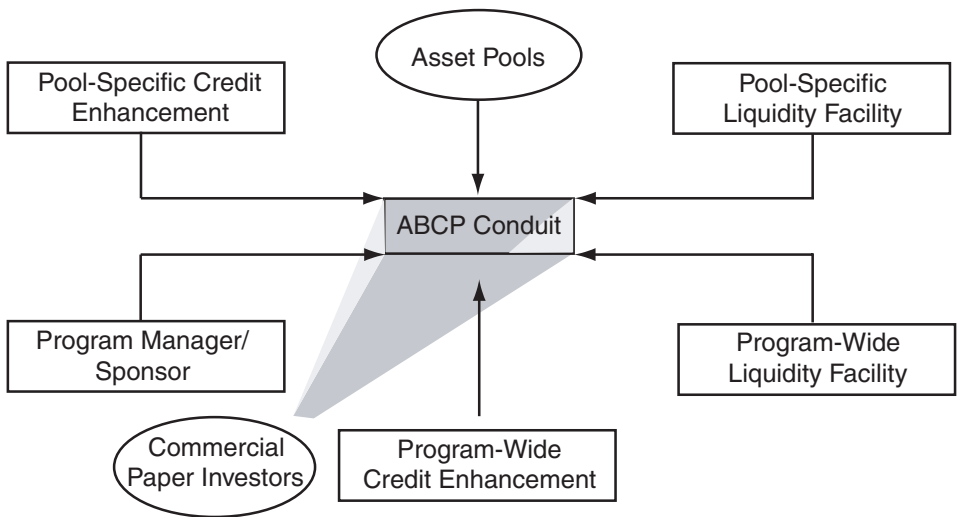 Asset Pools
Pool-Specific Credit
Enhancement
Pool-Specific
Liquidity Facility
ABCP Conduit
Program Manager/
Sponsor
Program-Wide
Liquidity Facility
Commercial
Paper Investors
Program-Wide
Credit Enhancement